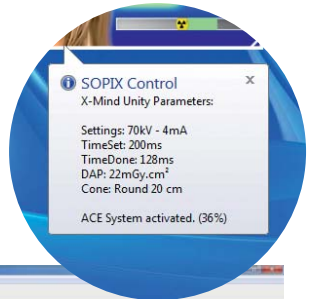 SOPIX Control
X-Mind Unity Parameters:
Settings: 70kV - 4mA
TimeSet: 200ms
TimeDone: 128ms
DAP: 22mGy.cm²
Cone: Round 20 cm
ACE System activated. (36%)